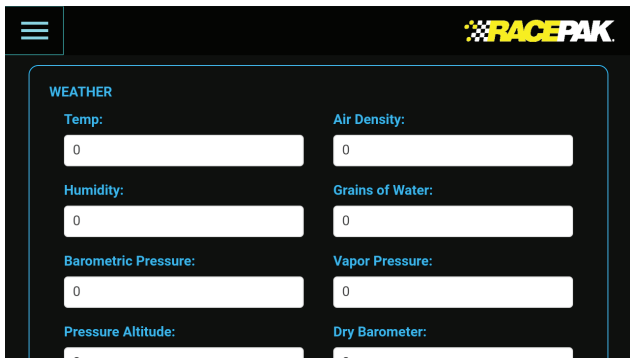 RACEPAK.
WEATHER
Temp: Air Density:
0 0
Humidity: Grains of Water:
0 0
Barometric Pressure: Vapor Pressure:
0 0
Pressure Altitude: Dry Barometer: